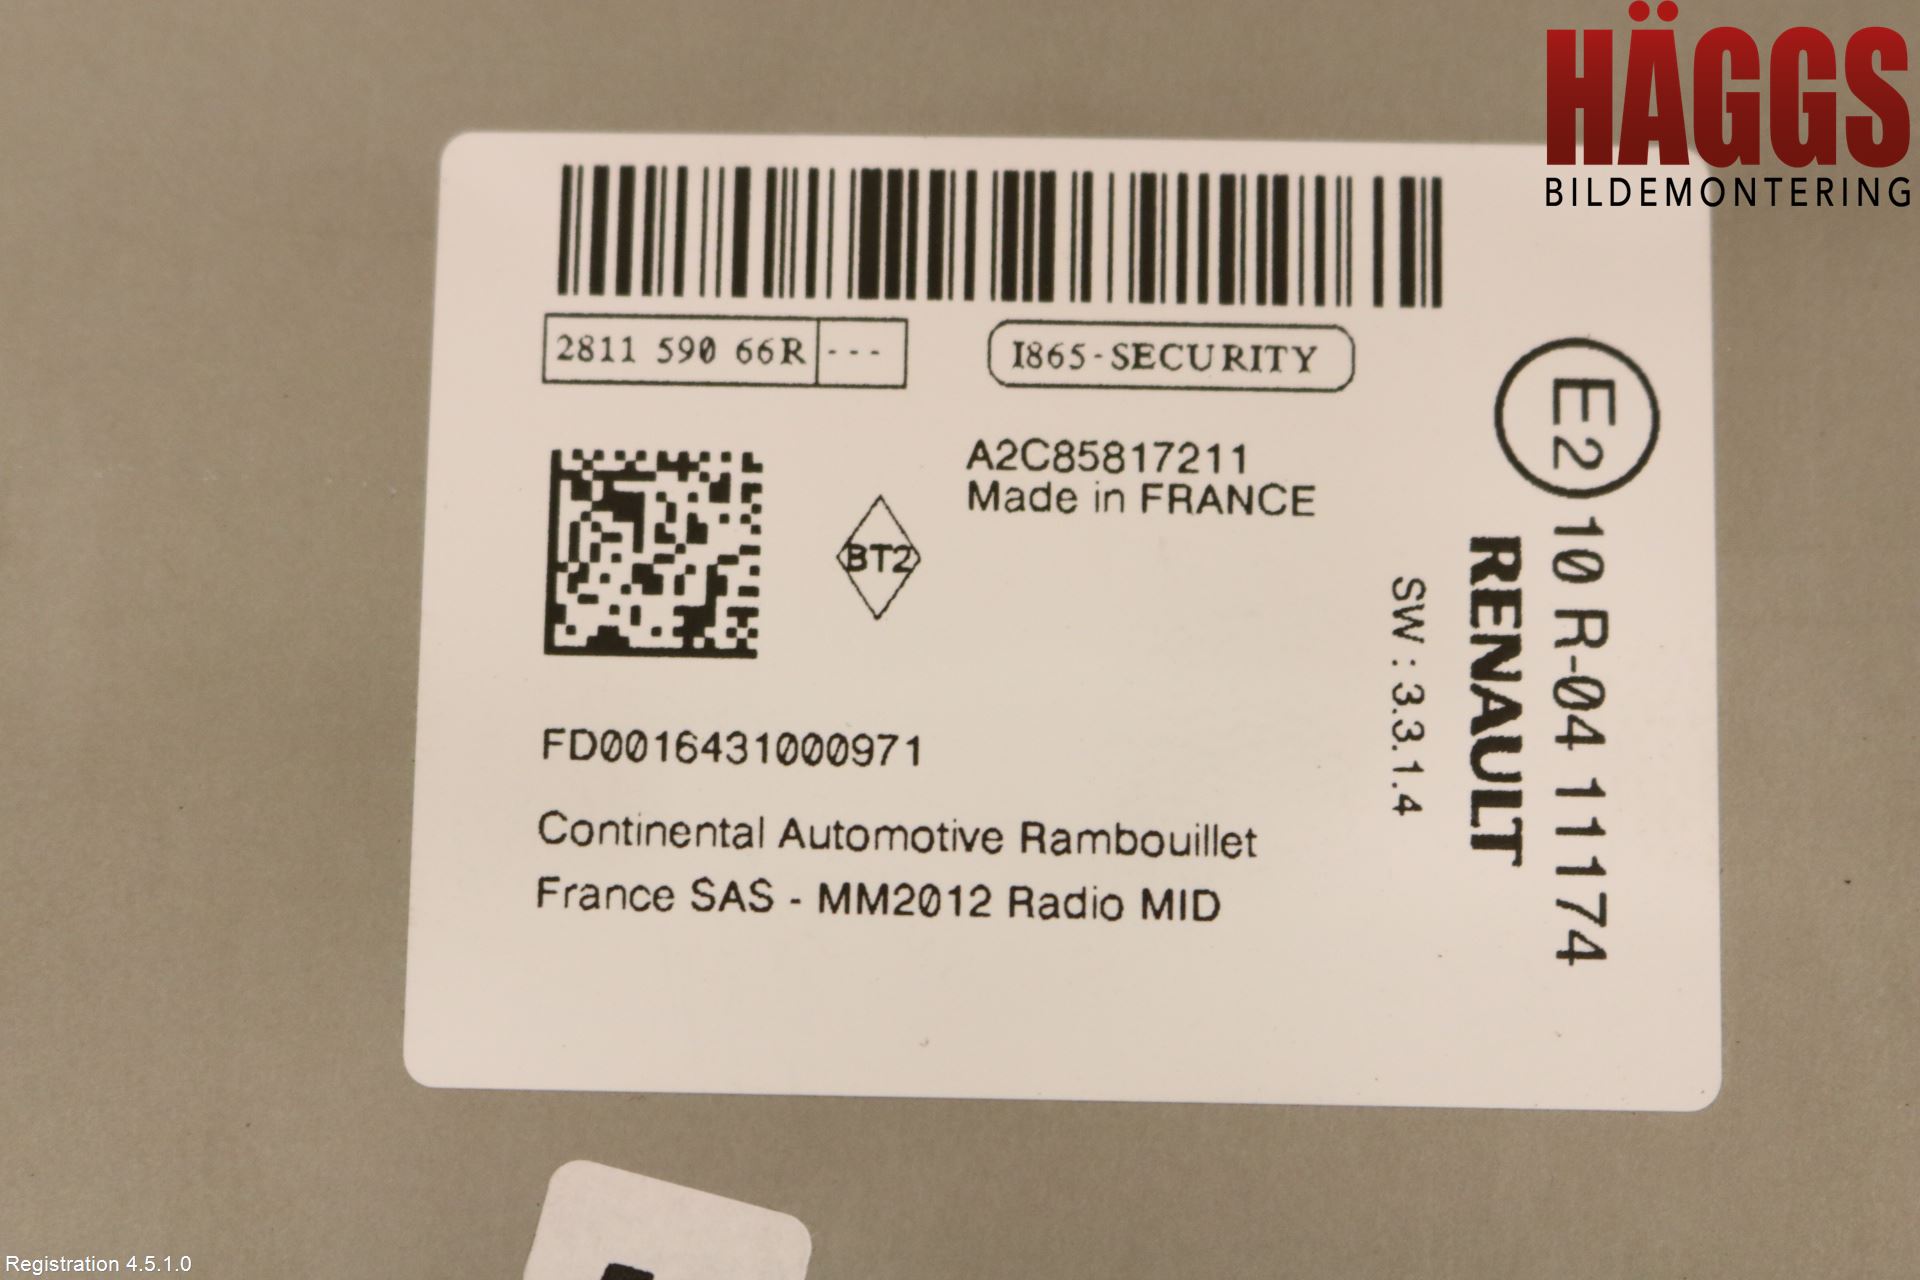 HÄGGS
BILDEMONTERING
2811 590 66R ---
I865-SECURITY
A2C85817211
Made in FRANCE
BT2
FD0016431000971
Continental Automotive Rambouillet
France SAS - MM2012 Radio MID
SW : 3.3.1.4
RENAULT
E2 10 R-04 11174
Registration 4.5.1.0